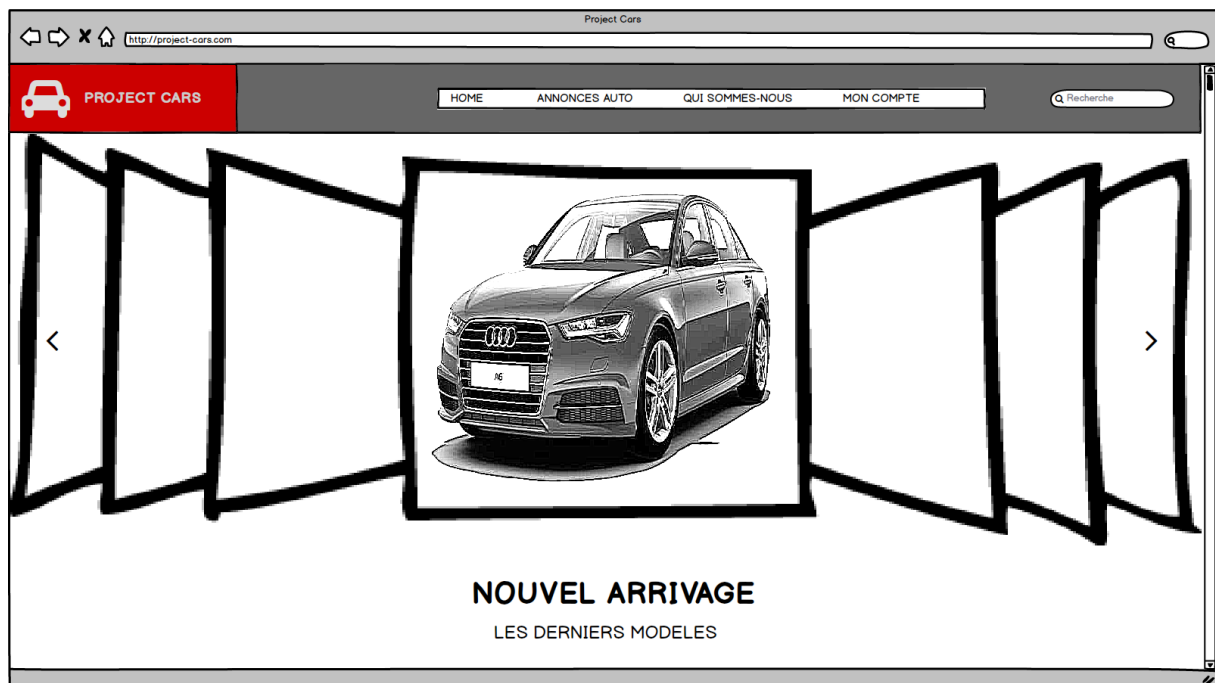 Project Cars
http://project-cars.com
PROJECT CARS
HOME ANNONCES AUTO QUI SOMMES-NOUS MON COMPTE
Recherche
A6
NOUVEL ARRIVAGE
LES DERNIERS MODELES